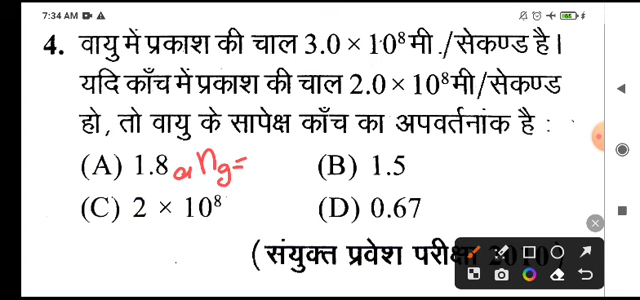 7:34 AM
4. वायु में प्रकाश की चाल 3.0 × 10⁸ मी./सेकण्ड है।
यदि काँच में प्रकाश की चाल 2.0 × 10⁸ मी/सेकण्ड
हो, तो वायु के सापेक्ष काँच का अपवर्तनांक है :
(A) 1.8 a n g = (B) 1.5
(C) 2 × 10⁸ (D) 0.67
(संयुक्त प्रवेश परीक्षा 2010)